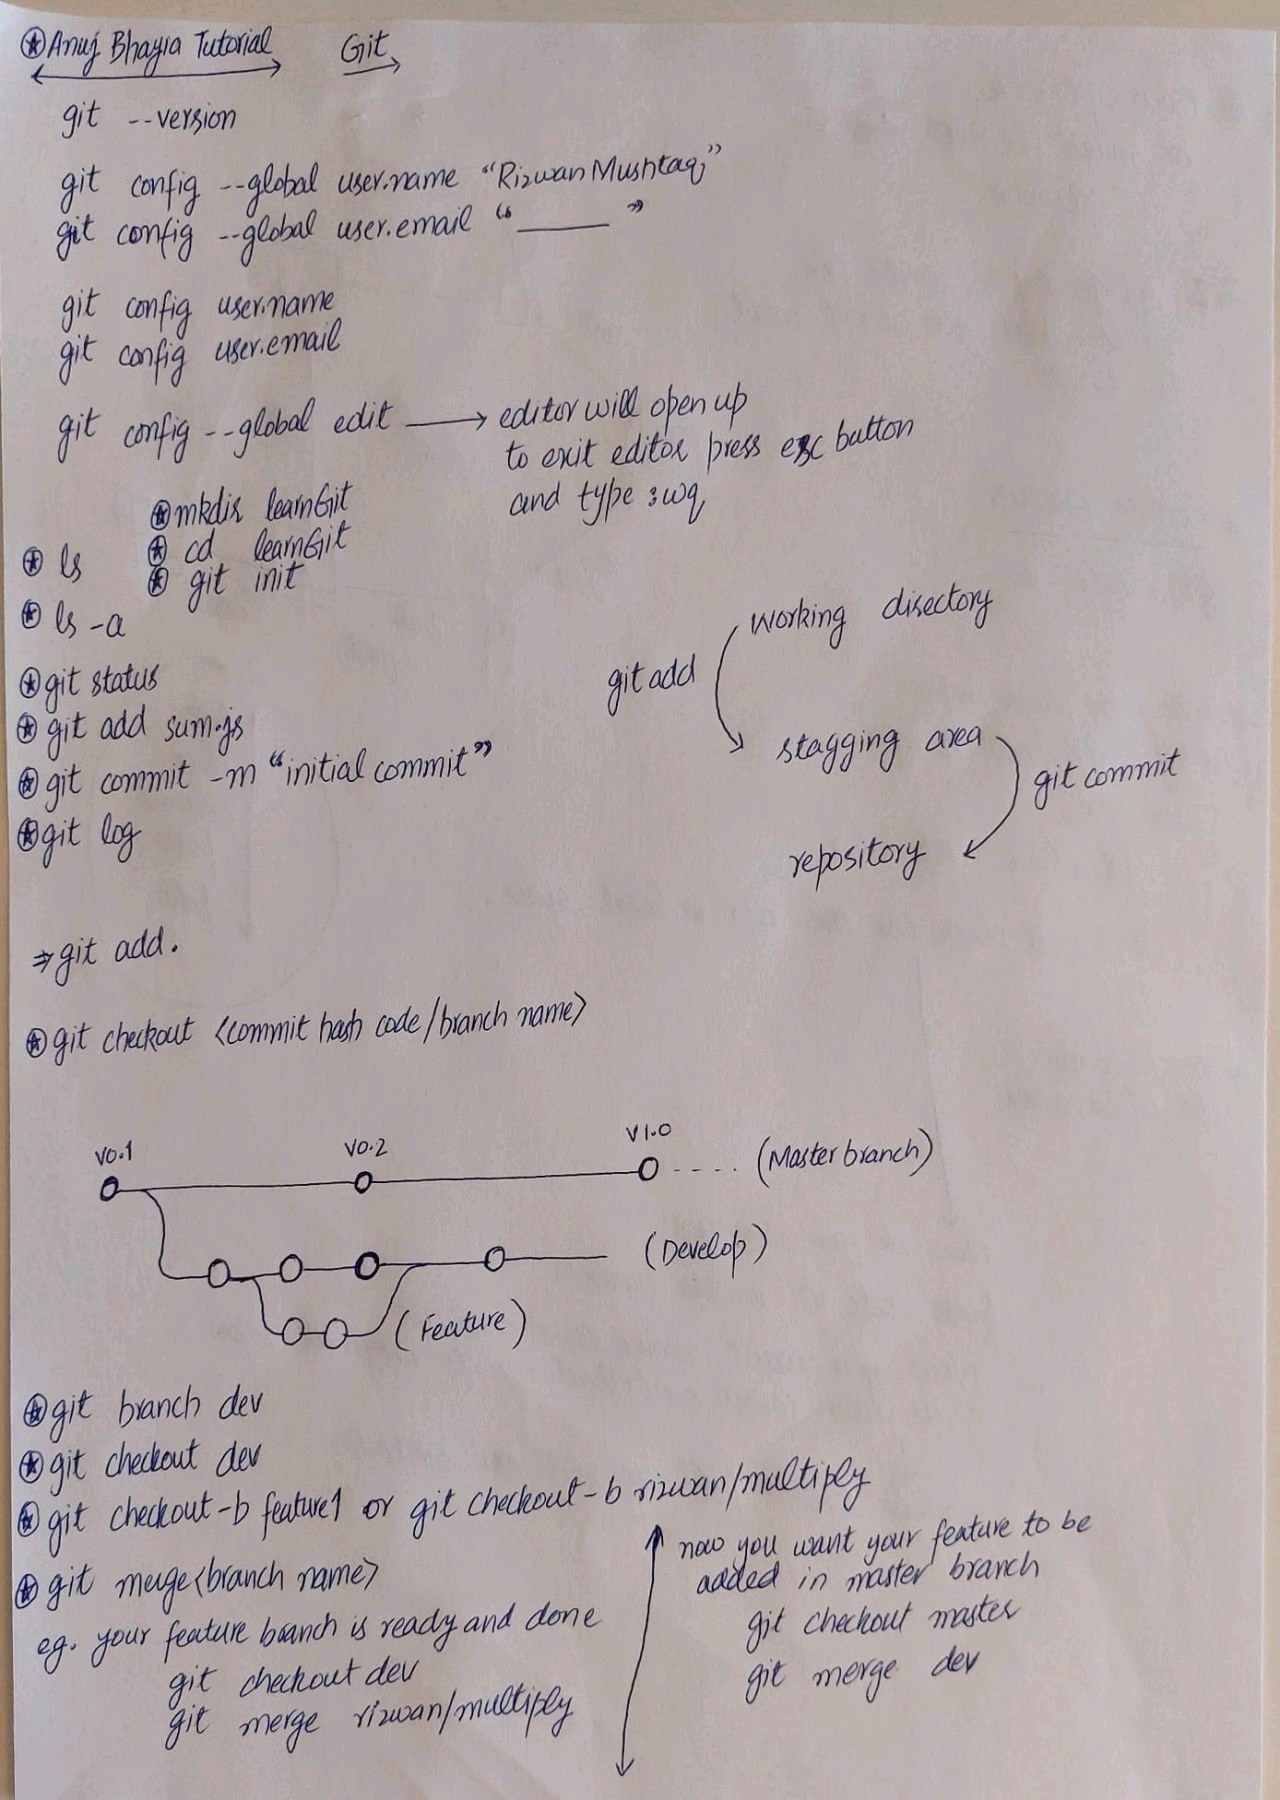 Anuj Bhayia Tutorial Git
git --version
git config --global user.name “Rizwan Mushtaq”
git config --global user.email “______”
git config user.name
git config user.email
git config --global edit → editor will open up
to exit editor press esc button
and type :wq
mkdir learnGit
cd learnGit
git init
ls
ls -a
git status
git add sum.js
git commit -m “initial commit”
git log
working directory
git add
stagging area
git commit
repository
⇒ git add .
git checkout <commit hash code/branch name>
V0.1 V0.2 V1.0
(Master branch)
(Develop)
(Feature)
git branch dev
git checkout dev
git checkout -b feature1 or git checkout -b rizwan/multiply
git merge <branch name>
eg. your feature branch is ready and done
git checkout dev
git merge rizwan/multiply
now you want your feature to be
added in master branch
git checkout master
git merge dev